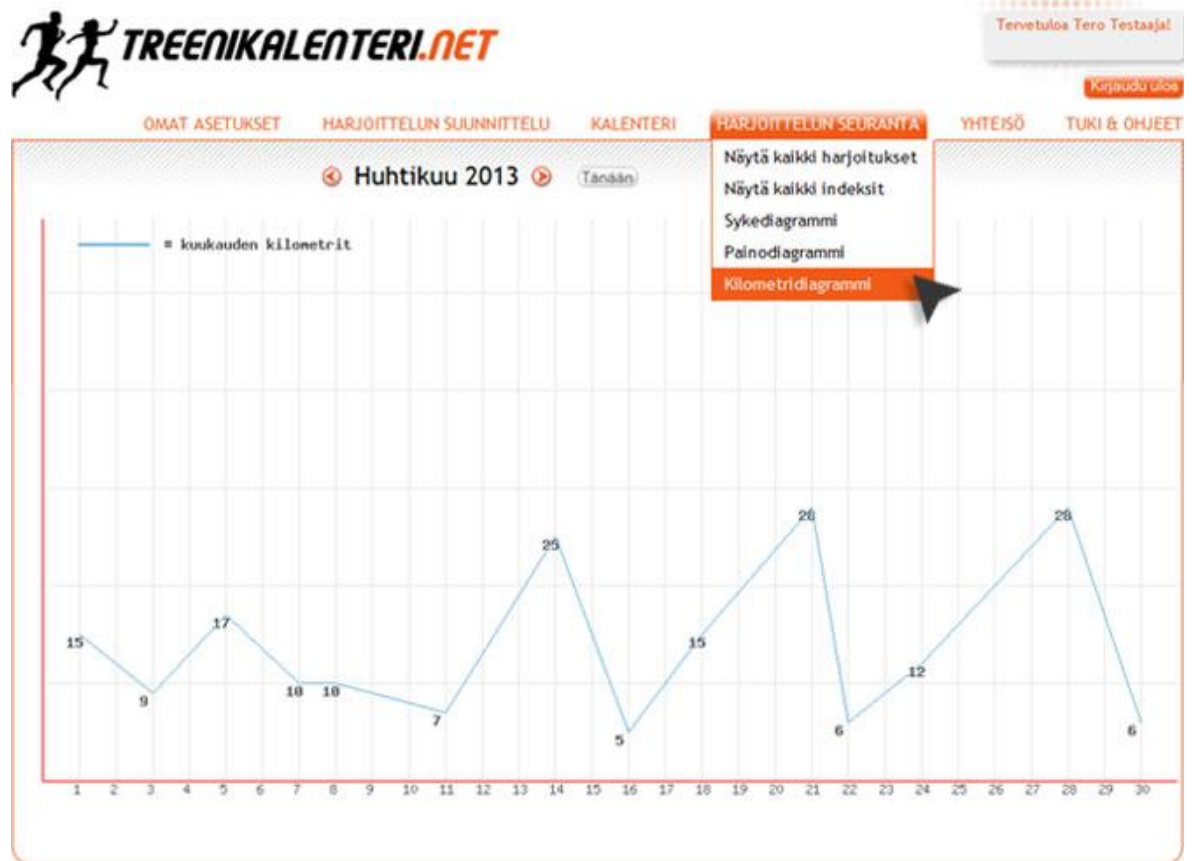 TREENIKALENTERI.NET
Tervetuloa Tero Testaaja!
Kirjaudu ulos
OMAT ASETUKSET HARJOITTELUN SUUNNITTELU KALENTERI HARJOITTELUN SEURANTA YHTEISÖ TUKI & OHJEET
Huhtikuu 2013 Tänään
Näytä kaikki harjoitukset
Näytä kaikki indeksit
Sykediagrammi
Painodiagrammi
Kilometridiagrammi
= kuukauden kilometrit
15 9 17 10 10 7 25 5 15 28 6 12 28 6
1 2 3 4 5 6 7 8 9 10 11 12 13 14 15 16 17 18 19 20 21 22 23 24 25 26 27 28 29 30